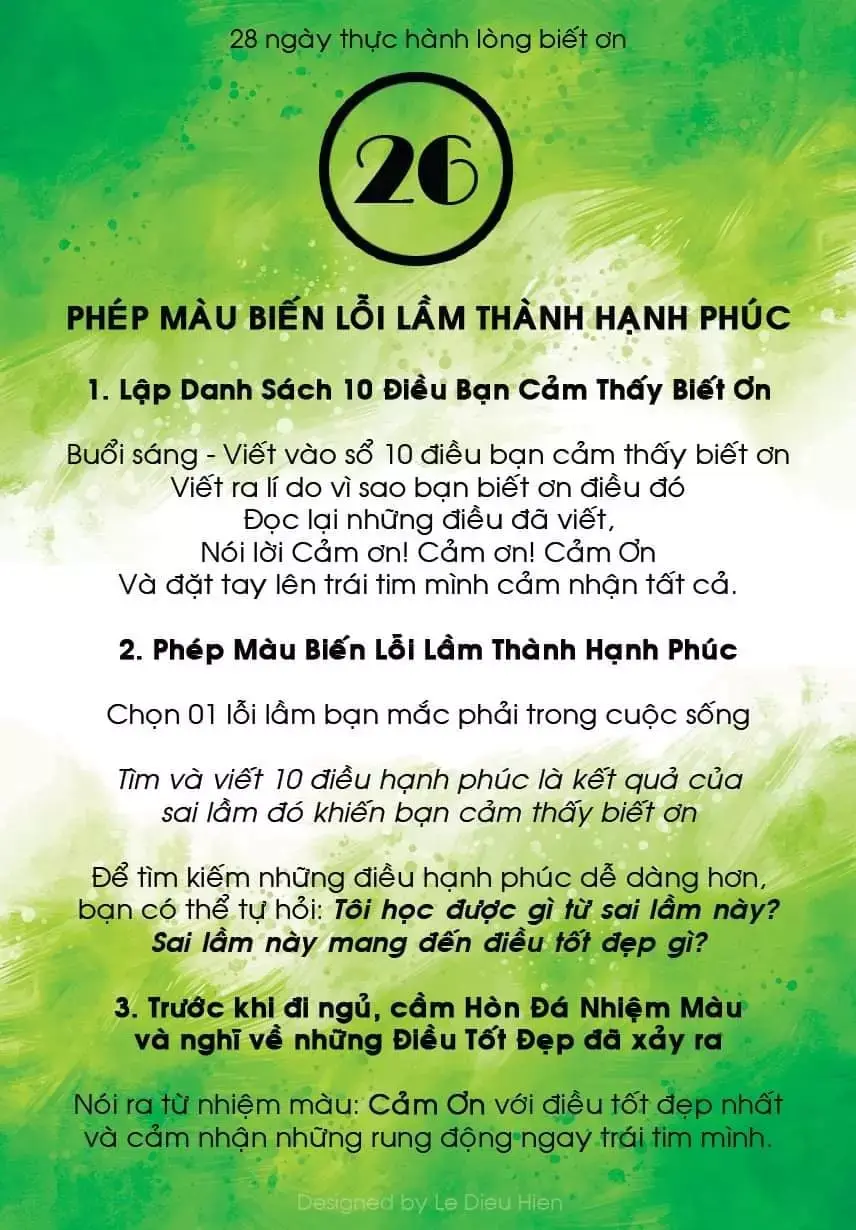 28 ngày thực hành lòng biết ơn
26
PHÉP MÀU BIẾN LỖI LẦM THÀNH HẠNH PHÚC
1. Lập Danh Sách 10 Điều Bạn Cảm Thấy Biết Ơn
Buổi sáng - Viết vào sổ 10 điều bạn cảm thấy biết ơn
Viết ra lí do vì sao bạn biết ơn điều đó
Đọc lại những điều đã viết,
Nói lời Cảm ơn! Cảm ơn! Cảm Ơn
Và đặt tay lên trái tim mình cảm nhận tất cả.
2. Phép Màu Biến Lỗi Lầm Thành Hạnh Phúc
Chọn 01 lỗi lầm bạn mắc phải trong cuộc sống
Tìm và viết 10 điều hạnh phúc là kết quả của
sai lầm đó khiến bạn cảm thấy biết ơn
Để tìm kiếm những điều hạnh phúc dễ dàng hơn,
bạn có thể tự hỏi: Tôi học được gì từ sai lầm này?
Sai lầm này mang đến điều tốt đẹp gì?
3. Trước khi đi ngủ, cầm Hòn Đá Nhiệm Màu
và nghĩ về những Điều Tốt Đẹp đã xảy ra
Nói ra từ nhiệm màu: Cảm Ơn với điều tốt đẹp nhất
và cảm nhận những rung động ngay trái tim mình.
Designed by Le Dieu Hien